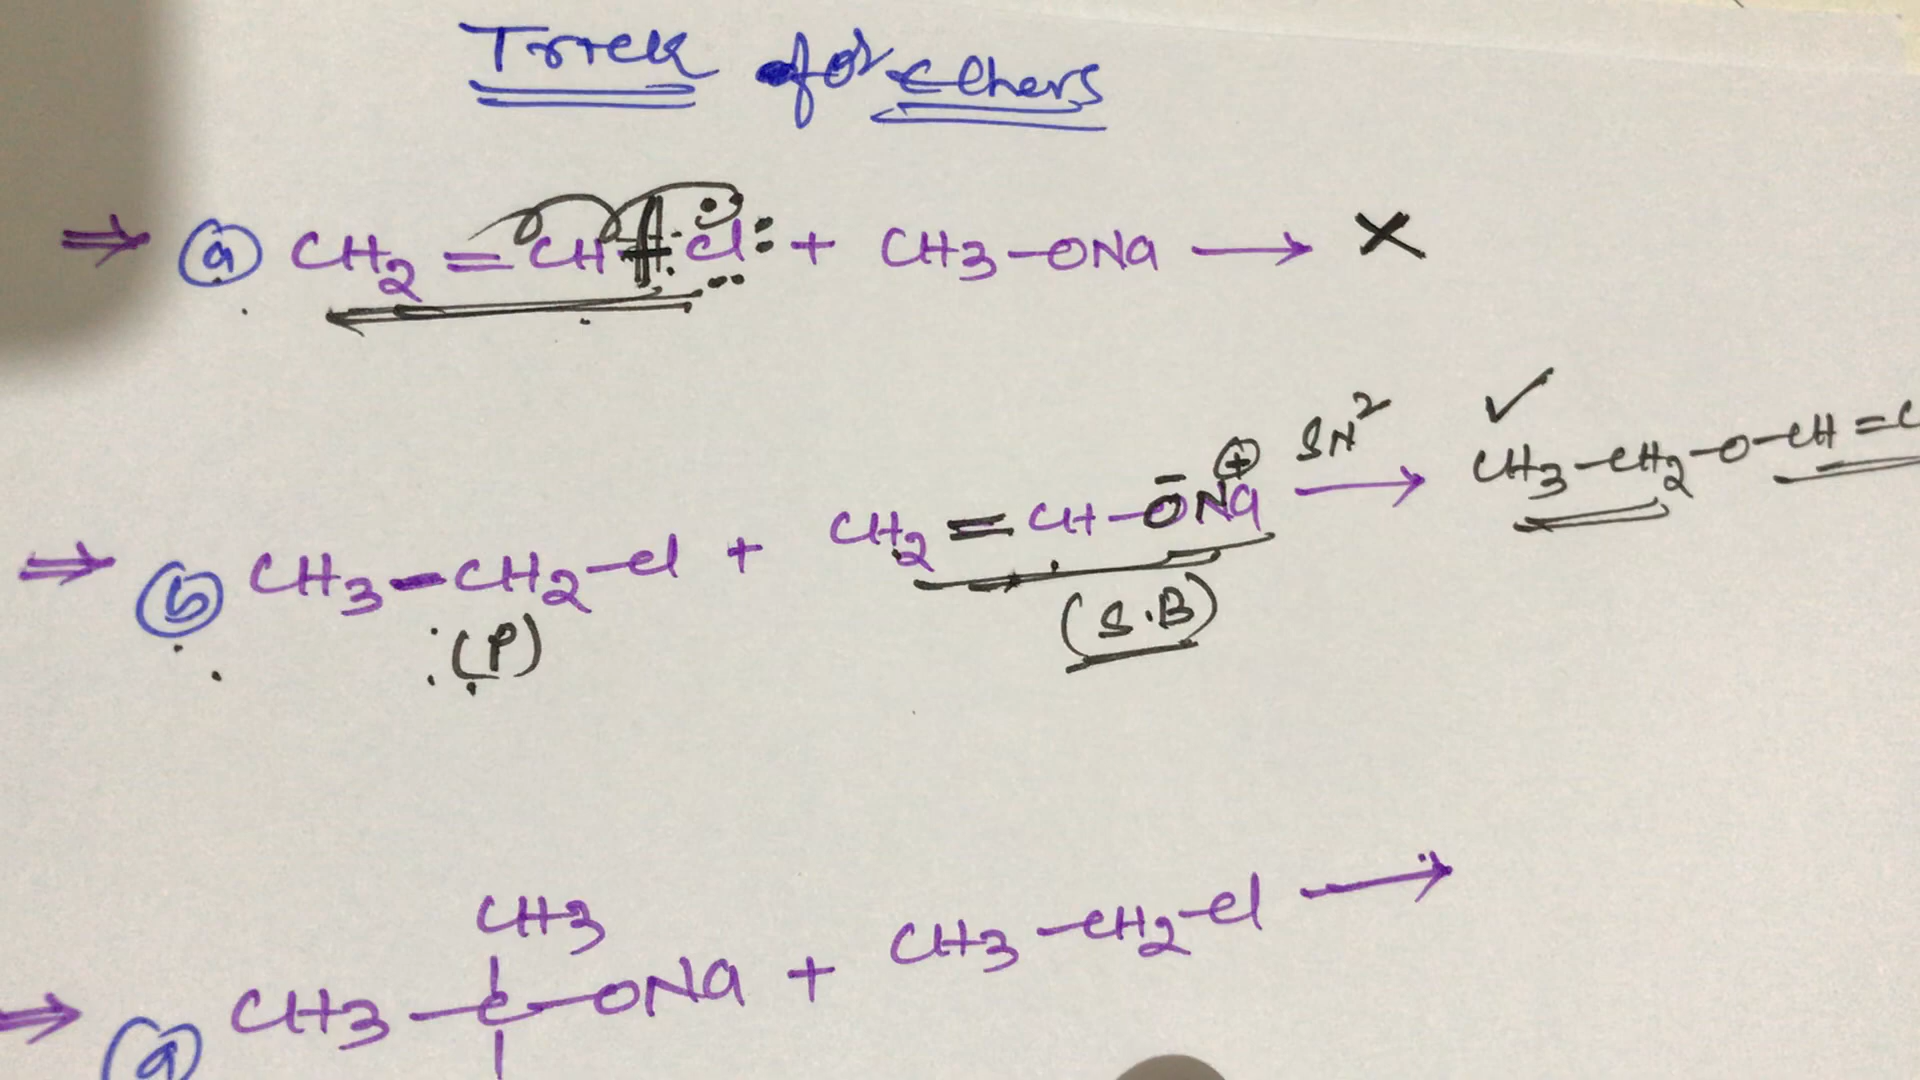 Trick for ethers
⇒ (a) CH2 = CH - Cl + CH3-ONa ⟶ ×
SN2 ✓
⇒ (b) CH3-CH2-Cl + CH2 = CH-ONa ⟶ CH3-CH2-O-CH=C
(P) (S.B)
CH3
⇒ (a) CH3-C-ONa + CH3-CH2-Cl ⟶